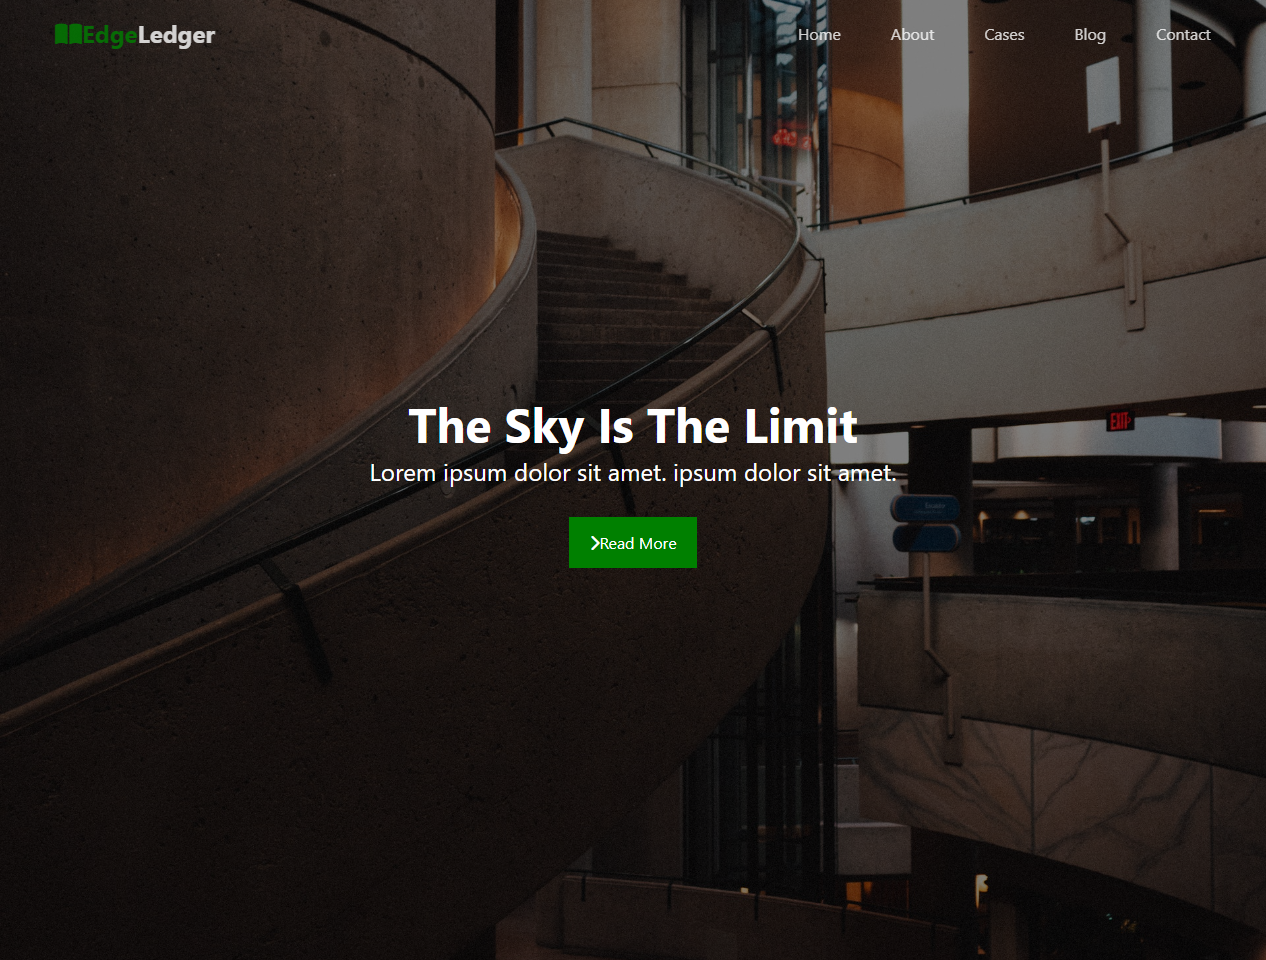 EdgeLedger
Home About Cases Blog Contact
The Sky Is The Limit
Lorem ipsum dolor sit amet. ipsum dolor sit amet.
Read More
EXIT